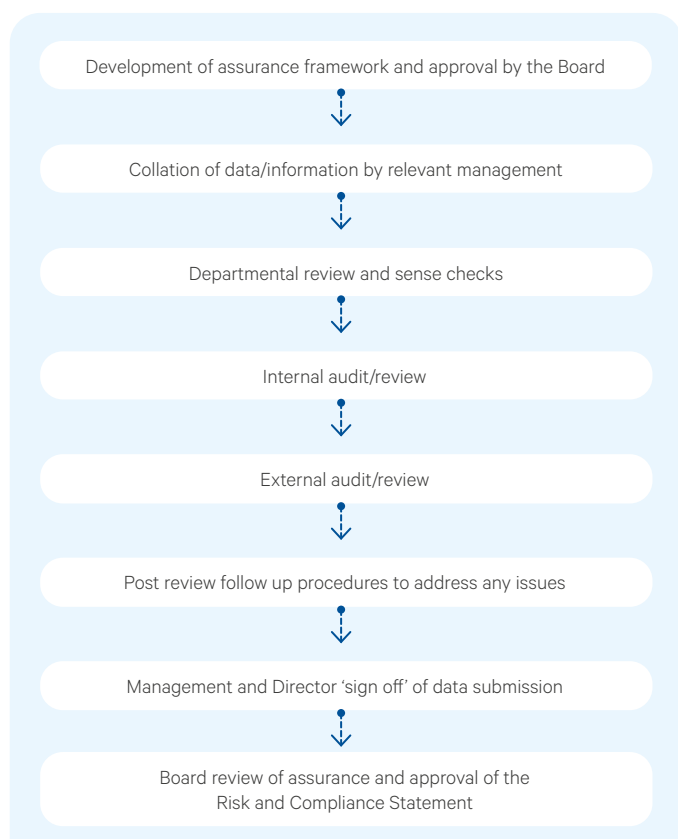 Development of assurance framework and approval by the Board
Collation of data/information by relevant management
Departmental review and sense checks
Internal audit/review
External audit/review
Post review follow up procedures to address any issues
Management and Director ‘sign off’ of data submission
Board review of assurance and approval of the
Risk and Compliance Statement